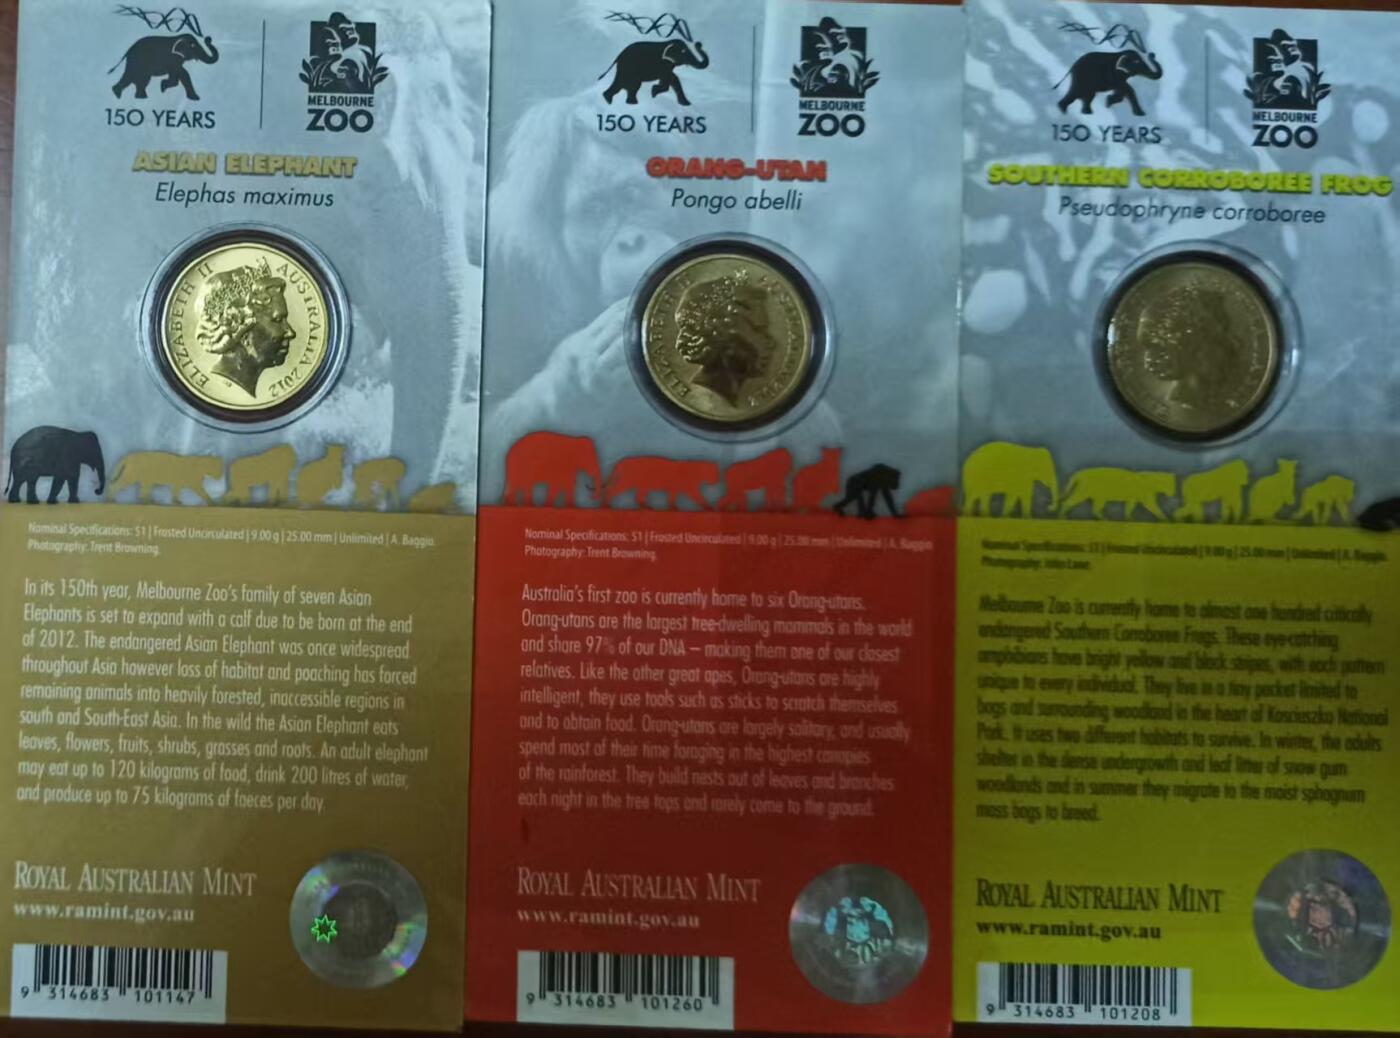 150 YEARS
MELBOURNE
ZOO
ASIAN ELEPHANT
Elephas maximus
ELIZABETH II AUSTRALIA 2012
Nominal Specifications: $1 | Frosted Uncirculated | 9.00 g | 25.00 mm | Unlimited | A. Baggio.
Photography: Trent Browning.
In its 150th year, Melbourne Zoo's family of seven Asian
Elephants is set to expand with a calf due to be born at the end
of 2012. The endangered Asian Elephant was once widespread
throughout Asia however loss of habitat and poaching has forced
remaining animals into heavily forested, inaccessible regions in
south and South-East Asia. In the wild the Asian Elephant eats
leaves, flowers, fruits, shrubs, grasses and roots. An adult elephant
may eat up to 120 kilograms of food, drink 200 litres of water,
and produce up to 75 kilograms of faeces per day.
ROYAL AUSTRALIAN MINT
www.ramint.gov.au
9 314683 101147
150 YEARS
MELBOURNE
ZOO
ORANG-UTAN
Pongo abelli
ELIZABETH II AUSTRALIA 2012
Nominal Specifications: $1 | Frosted Uncirculated | 9.00 g | 25.00 mm | Unlimited | A. Baggio.
Photography: Trent Browning.
Australia's first zoo is currently home to six Orang-utans.
Orang-utans are the largest tree-dwelling mammals in the world
and share 97% of our DNA – making them one of our closest
relatives. Like the other great apes, Orang-utans are highly
intelligent, they use tools such as sticks to scratch themselves
and to obtain food. Orang-utans are largely solitary, and usually
spend most of their time foraging in the highest canopies
of the rainforest. They build nests out of leaves and branches
each night in the tree tops and rarely come to the ground.
ROYAL AUSTRALIAN MINT
www.ramint.gov.au
9 314683 101260
150 YEARS
MELBOURNE
ZOO
SOUTHERN CORROBOREE FROG
Pseudophryne corroboree
Nominal Specifications: $1 | Frosted Uncirculated | 9.00 g | 25.00 mm | Unlimited | A. Baggio.
Photography: John Lane.
Melbourne Zoo is currently home to almost one hundred critically
endangered Southern Corroboree Frogs. These eye-catching
amphibians have bright yellow and black stripes, with each pattern
unique to every individual. They live in a tiny pocket limited to
bogs and surrounding woodland in the heart of Kosciuszko National
Park. It uses two different habitats to survive. In winter, the adults
shelter in the dense undergrowth and leaf litter of snow gum
woodlands and in summer they migrate to the moist sphagnum
moss bogs to breed.
ROYAL AUSTRALIAN MINT
www.ramint.gov.au
9 314683 101208